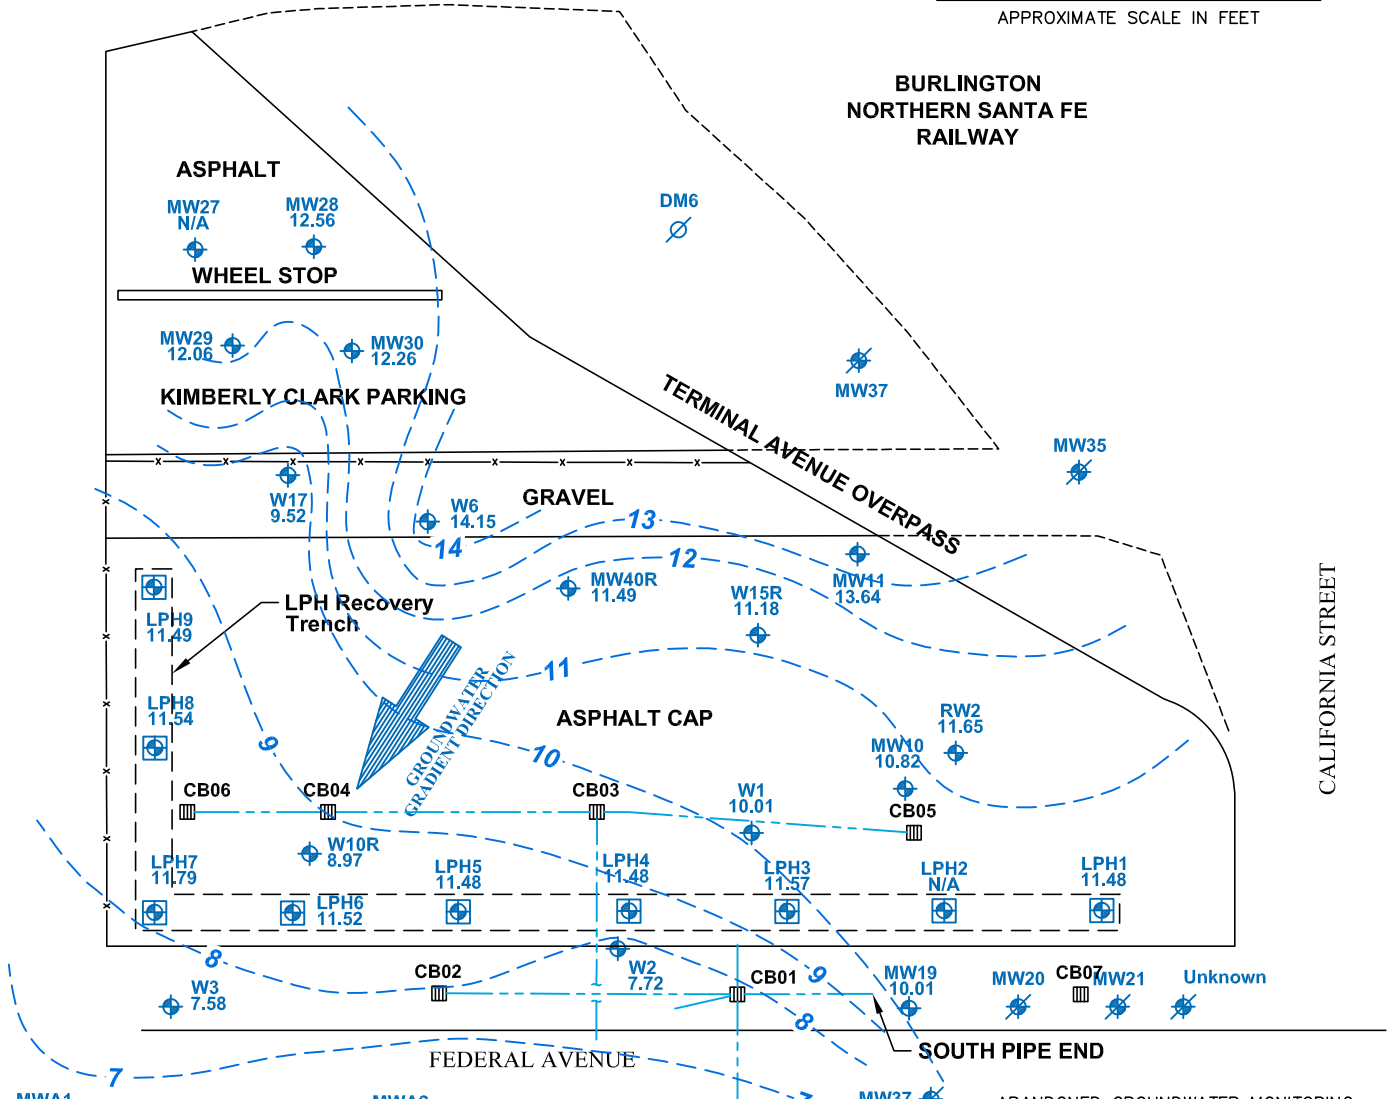 APPROXIMATE SCALE IN FEET
BURLINGTON
NORTHERN SANTA FE
RAILWAY
ASPHALT
MW27
N/A
MW28
12.56
DM6
WHEEL STOP
MW29
12.06
MW30
12.26
MW37
KIMBERLY CLARK PARKING
TERMINAL AVENUE OVERPASS
MW35
W17
9.52
W6
14.15
GRAVEL
13
14
12
MW11
13.64
MW40R
11.49
W15R
11.18
LPH Recovery
Trench
LPH9
11.49
CALIFORNIA STREET
GROUNDWATER
GRADIENT DIRECTION
11
LPH8
11.54
ASPHALT CAP
RW2
11.65
9
10
MW10
10.82
CB06
CB04
CB03
W1
10.01
CB05
W10R
8.97
LPH7
11.79
LPH6
11.52
LPH5
11.48
LPH4
11.48
LPH3
11.57
LPH2
N/A
LPH1
11.48
8
W3
7.58
CB02
W2
7.72
CB01
9
MW19
10.01
MW20
CB07
MW21
Unknown
8
SOUTH PIPE END
FEDERAL AVENUE
7
MWA1
MW37